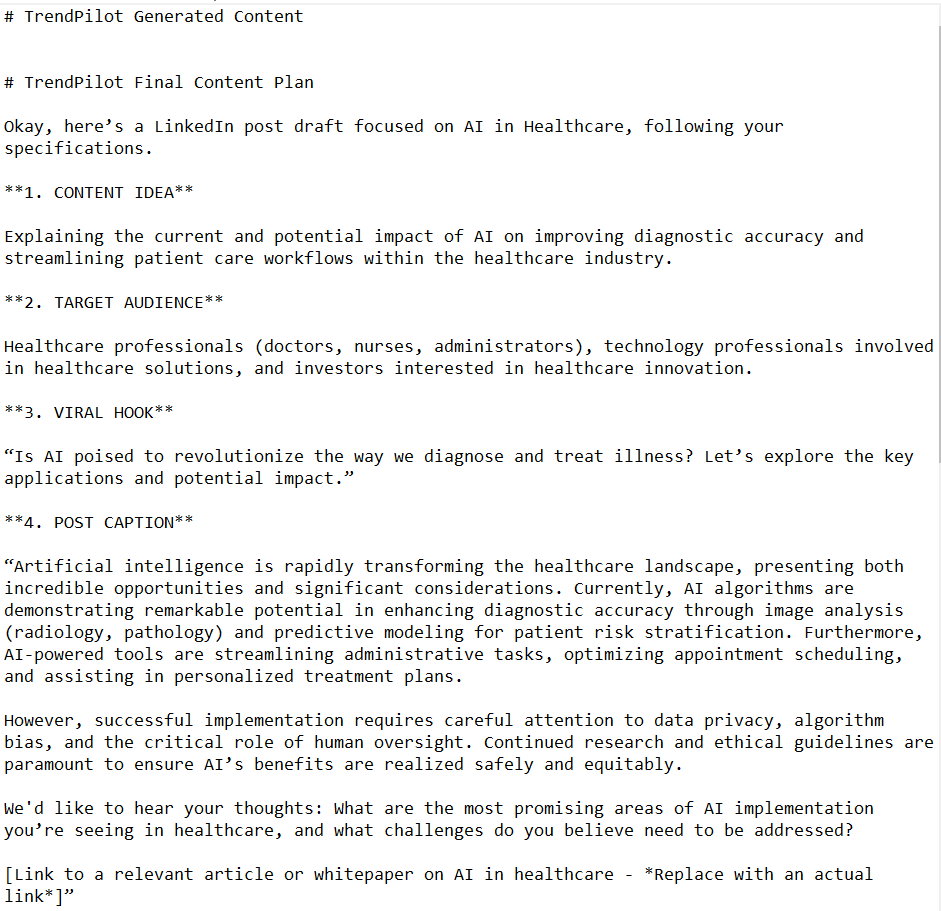 # TrendPilot Generated Content
# TrendPilot Final Content Plan
Okay, here’s a LinkedIn post draft focused on AI in Healthcare, following your
specifications.
**1. CONTENT IDEA**
Explaining the current and potential impact of AI on improving diagnostic accuracy and
streamlining patient care workflows within the healthcare industry.
**2. TARGET AUDIENCE**
Healthcare professionals (doctors, nurses, administrators), technology professionals involved
in healthcare solutions, and investors interested in healthcare innovation.
**3. VIRAL HOOK**
“Is AI poised to revolutionize the way we diagnose and treat illness? Let’s explore the key
applications and potential impact.”
**4. POST CAPTION**
“Artificial intelligence is rapidly transforming the healthcare landscape, presenting both
incredible opportunities and significant considerations. Currently, AI algorithms are
demonstrating remarkable potential in enhancing diagnostic accuracy through image analysis
(radiology, pathology) and predictive modeling for patient risk stratification. Furthermore,
AI-powered tools are streamlining administrative tasks, optimizing appointment scheduling,
and assisting in personalized treatment plans.
However, successful implementation requires careful attention to data privacy, algorithm
bias, and the critical role of human oversight. Continued research and ethical guidelines are
paramount to ensure AI’s benefits are realized safely and equitably.
We'd like to hear your thoughts: What are the most promising areas of AI implementation
you’re seeing in healthcare, and what challenges do you believe need to be addressed?
[Link to a relevant article or whitepaper on AI in healthcare - *Replace with an actual
link*]”